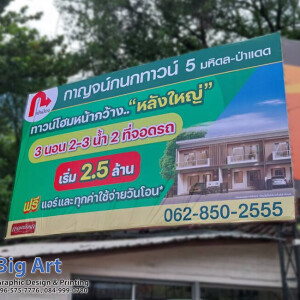 กาญจน์กนกทาวน์ 5 มหิดล-ป่าแดด
ทาวน์โฮมหน้ากว้าง.."หลังใหญ่"
3 นอน 2-3 น้ำ 2 ที่จอดรถ
เริ่ม 2.5 ล้าน
ฟรี แอร์และทุกค่าใช้จ่ายวันโอน*
062-850-2555
Big Art
Graphic Design & Printing